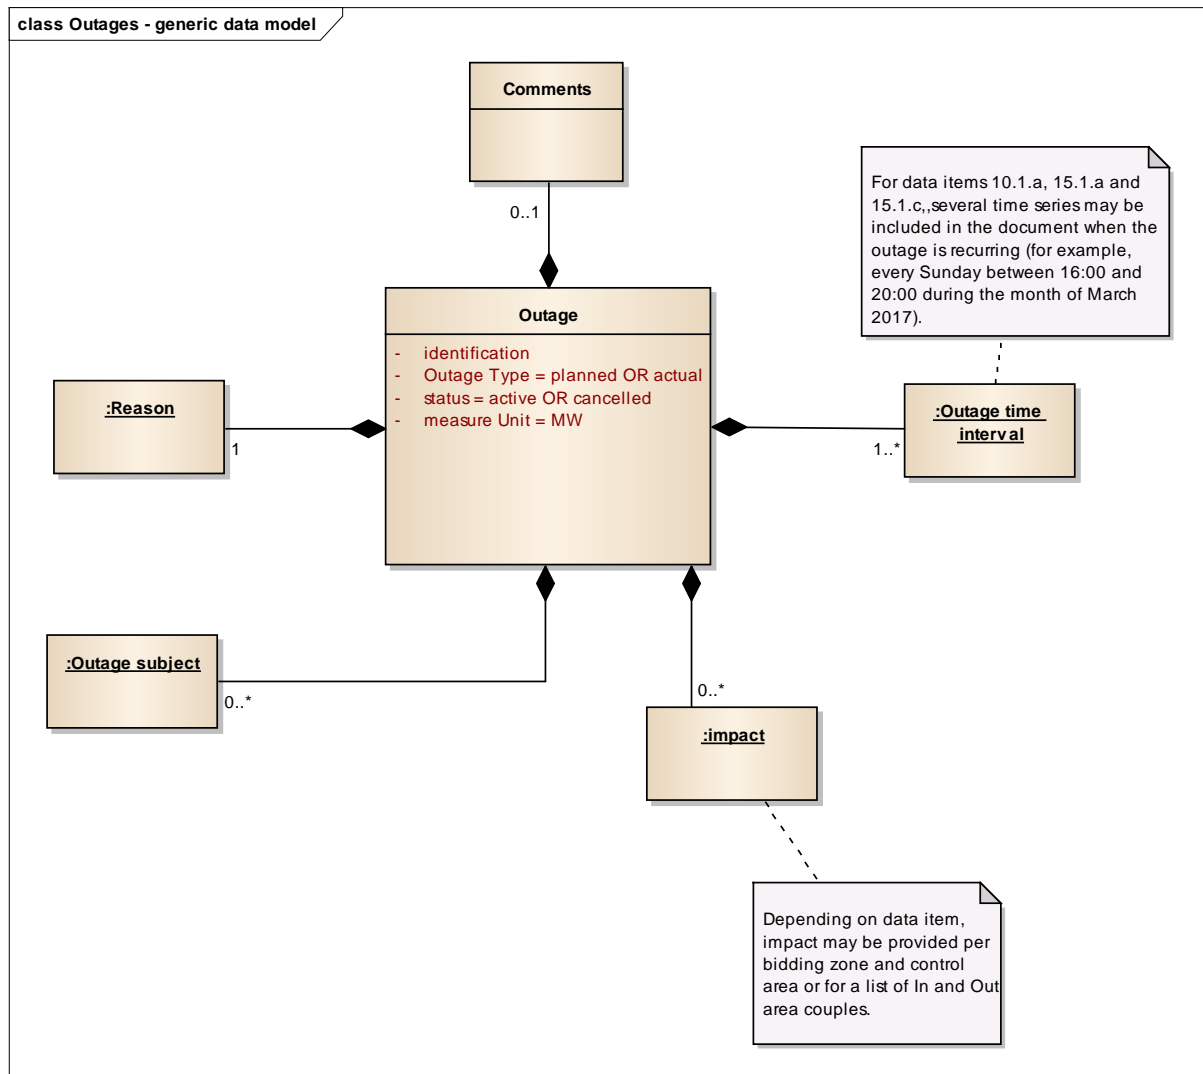 class Outages - generic data model
Comments
0..1
For data items 10.1.a, 15.1.a and
15.1.c,,several time series may be
included in the document when the
outage is recurring (for example,
every Sunday between 16:00 and
20:00 during the month of March
2017).
Outage
- identification
- Outage Type = planned OR actual
- status = active OR cancelled
- measure Unit = MW
:Reason
1
:Outage time
interval
1..*
:Outage subject
0..*
0..*
:impact
Depending on data item,
impact may be provided per
bidding zone and control
area or for a list of In and Out
area couples.